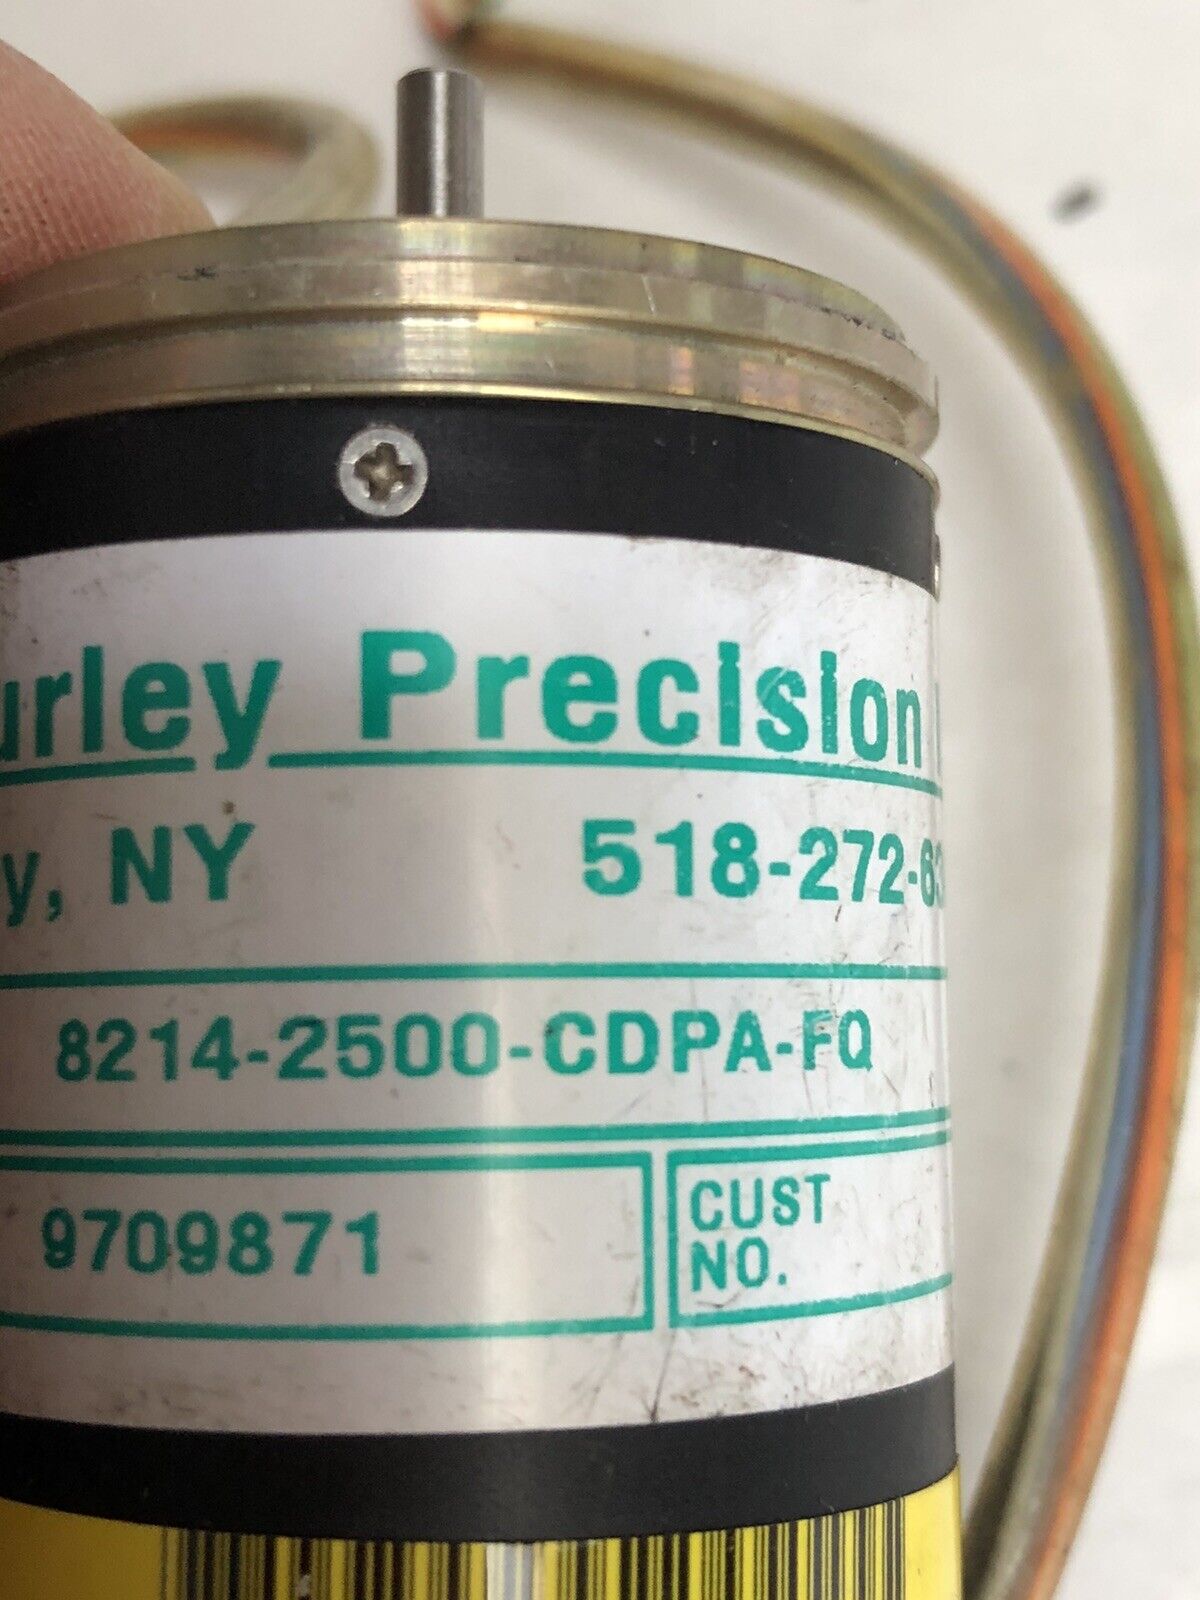 urley Precision
y, NY 518-272-63
8214-2500-CDPA-FQ
9709871 CUST
NO.